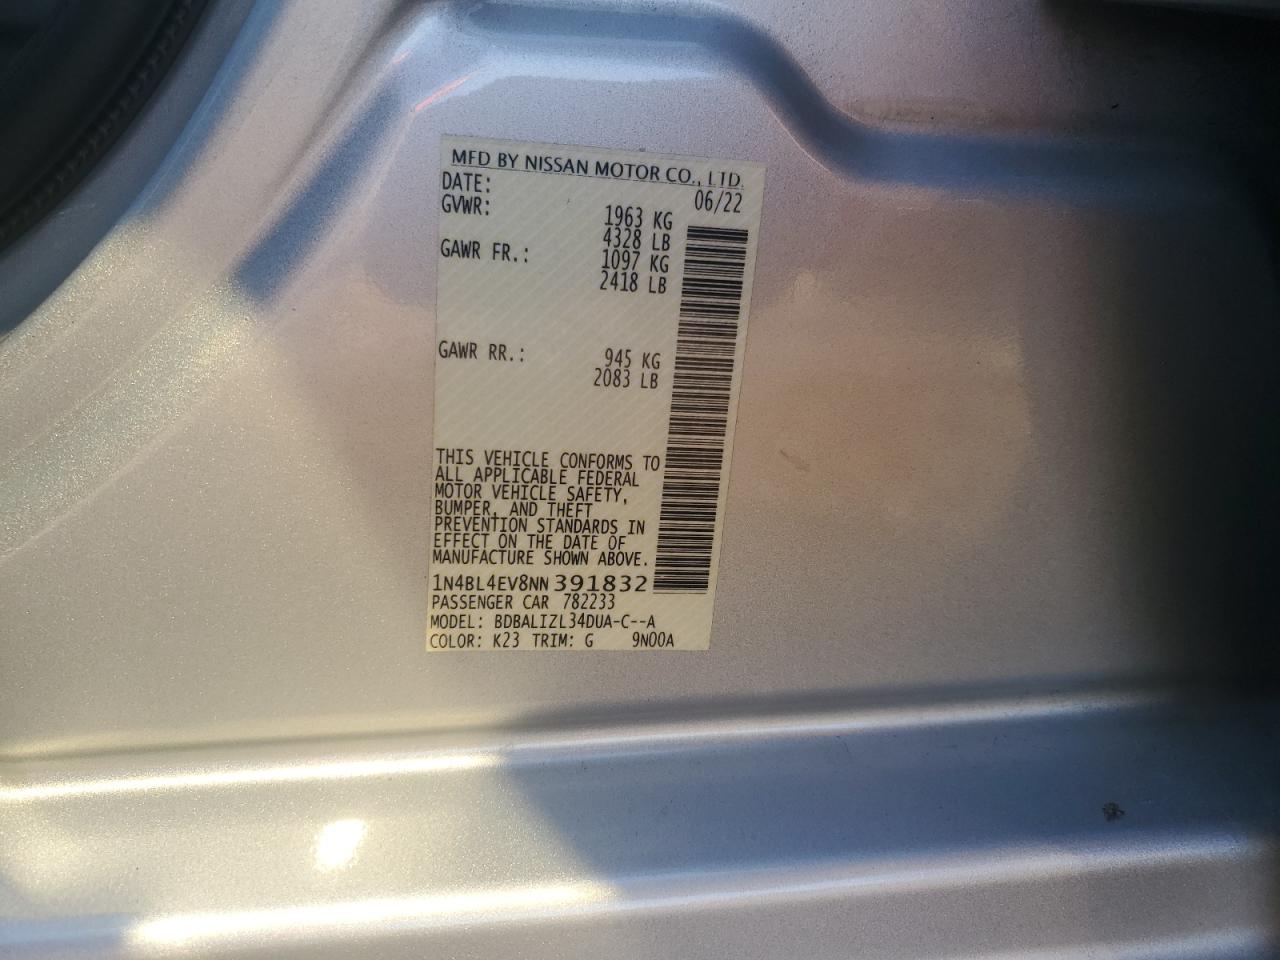 MFD BY NISSAN MOTOR CO., LTD.
DATE: 06/22
GVWR: 1963 KG
4328 LB
GAWR FR.: 1097 KG
2418 LB
GAWR RR.: 945 KG
2083 LB
THIS VEHICLE CONFORMS TO
ALL APPLICABLE FEDERAL
MOTOR VEHICLE SAFETY,
BUMPER, AND THEFT
PREVENTION STANDARDS IN
EFFECT ON THE DATE OF
MANUFACTURE SHOWN ABOVE.
1N4BL4EV8NN391832
PASSENGER CAR 782233
MODEL: BDBALIZL34DUA-C--A
COLOR: K23 TRIM: G 9N00A